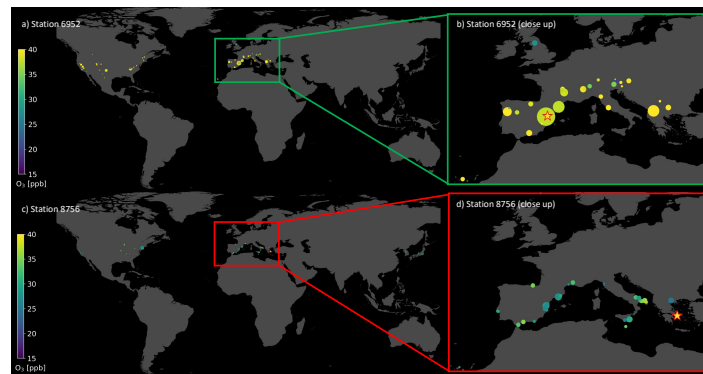 a) Station 6952
40
35
30
25
20
15
O₃ [ppb]
b) Station 6952 (close up)
c) Station 8756
40
35
30
25
20
15
O₃ [ppb]
d) Station 8756 (close up)